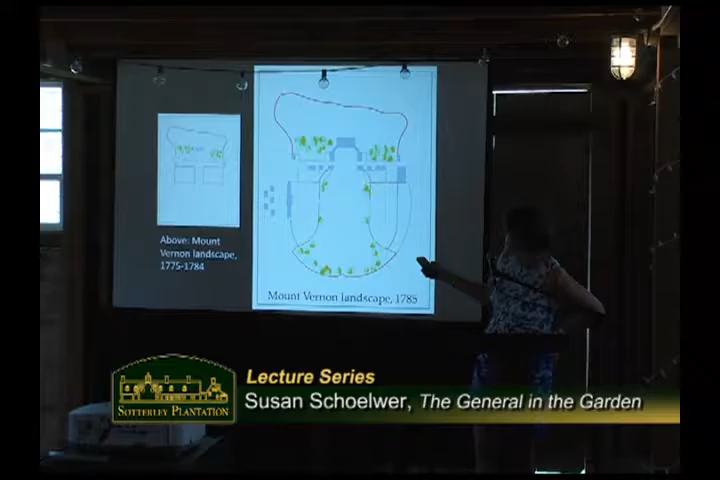 Above: Mount
Vernon landscape,
1775-1784
Mount Vernon landscape, 1785
Lecture Series
SOTTERLEY PLANTATION
Susan Schoelwer, The General in the Garden